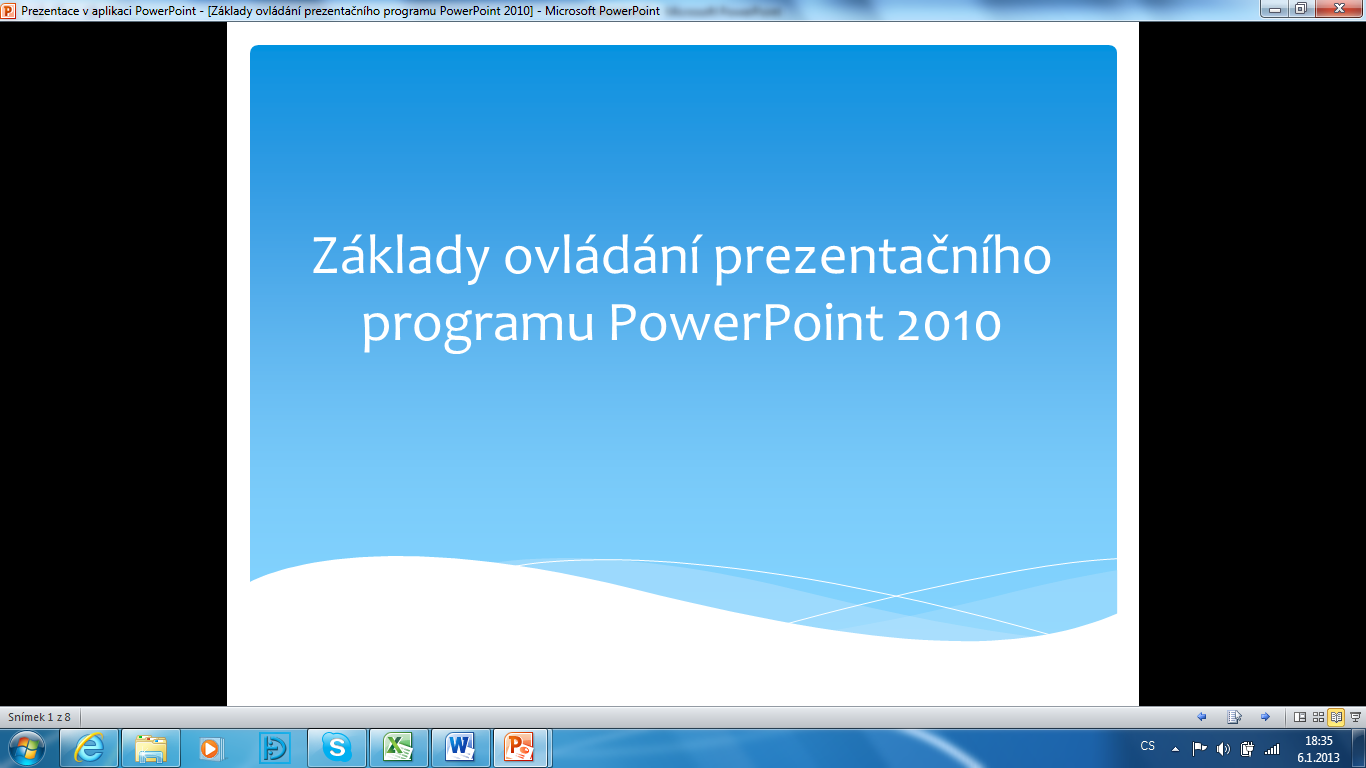 Prezentace v aplikaci PowerPoint - [Základy ovládání prezentačního programu PowerPoint 2010] - Microsoft PowerPoint
Základy ovládání prezentačního
programu PowerPoint 2010
Snímek 1 z 8
CS
18:35
6.1.2013